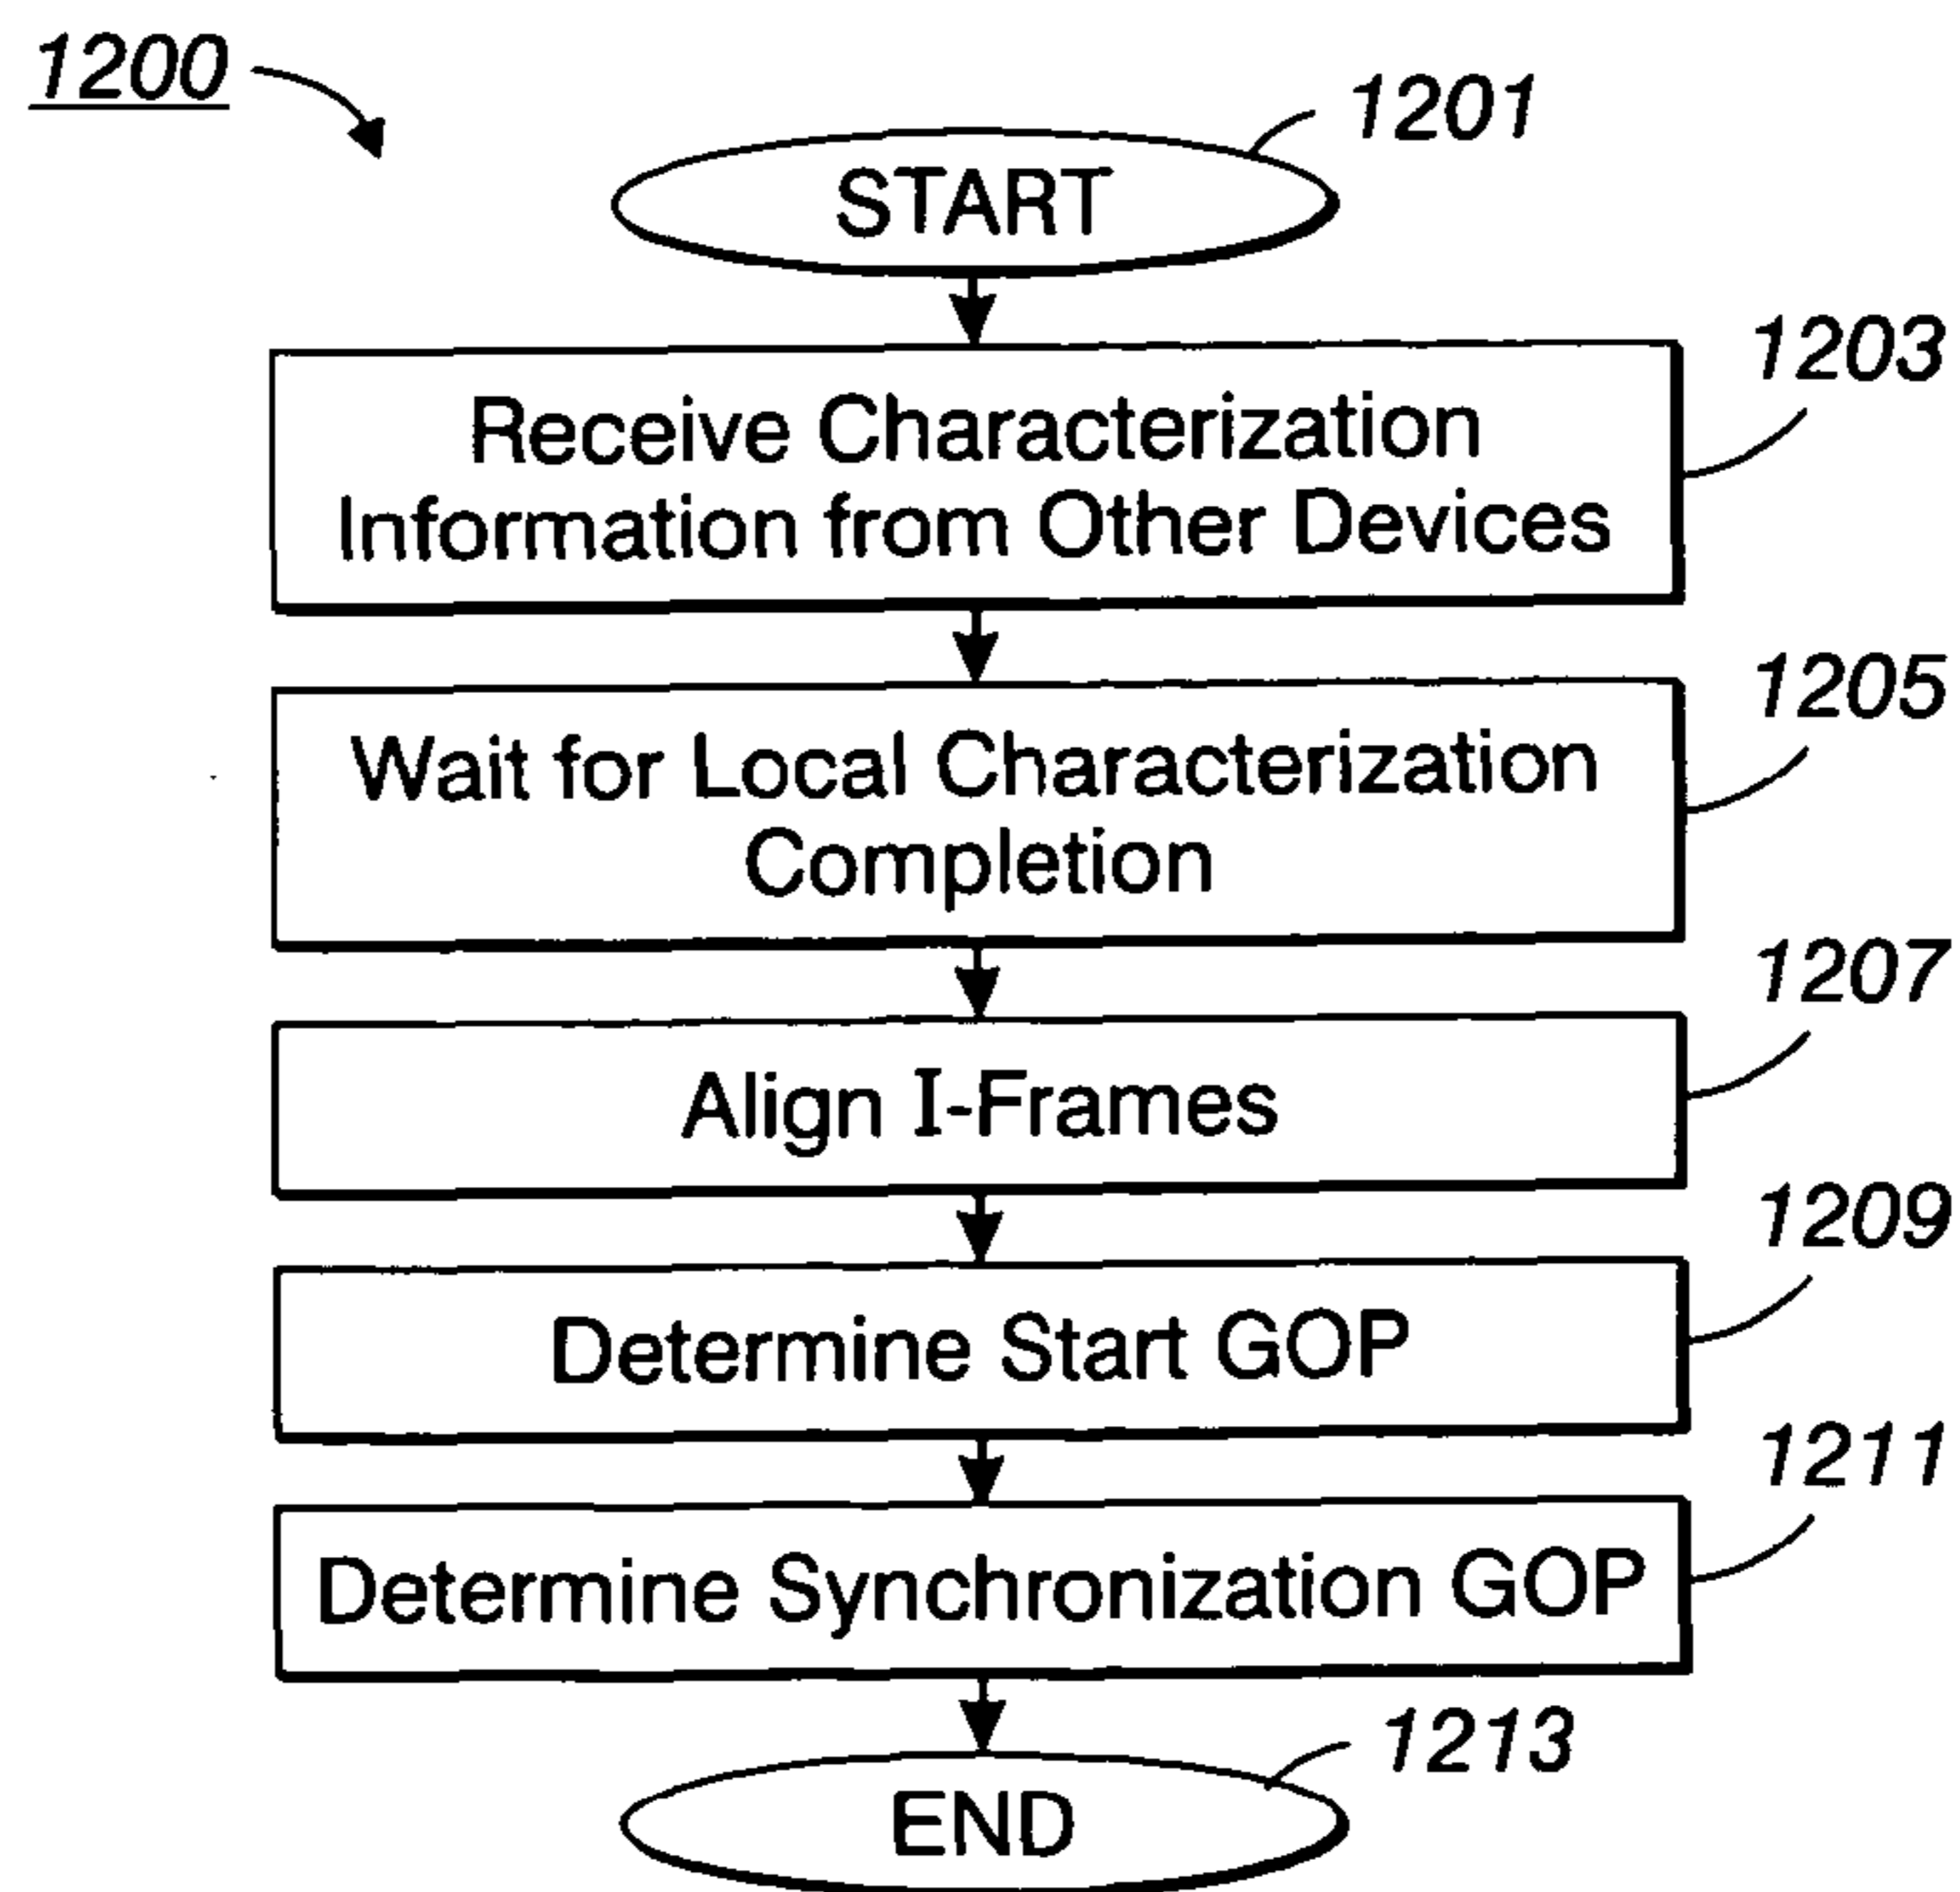 1200
1201
START
1203
Receive Characterization
Information from Other Devices
1205
Wait for Local Characterization
Completion
1207
Align I-Frames
1209
Determine Start GOP
1211
Determine Synchronization GOP
1213
END